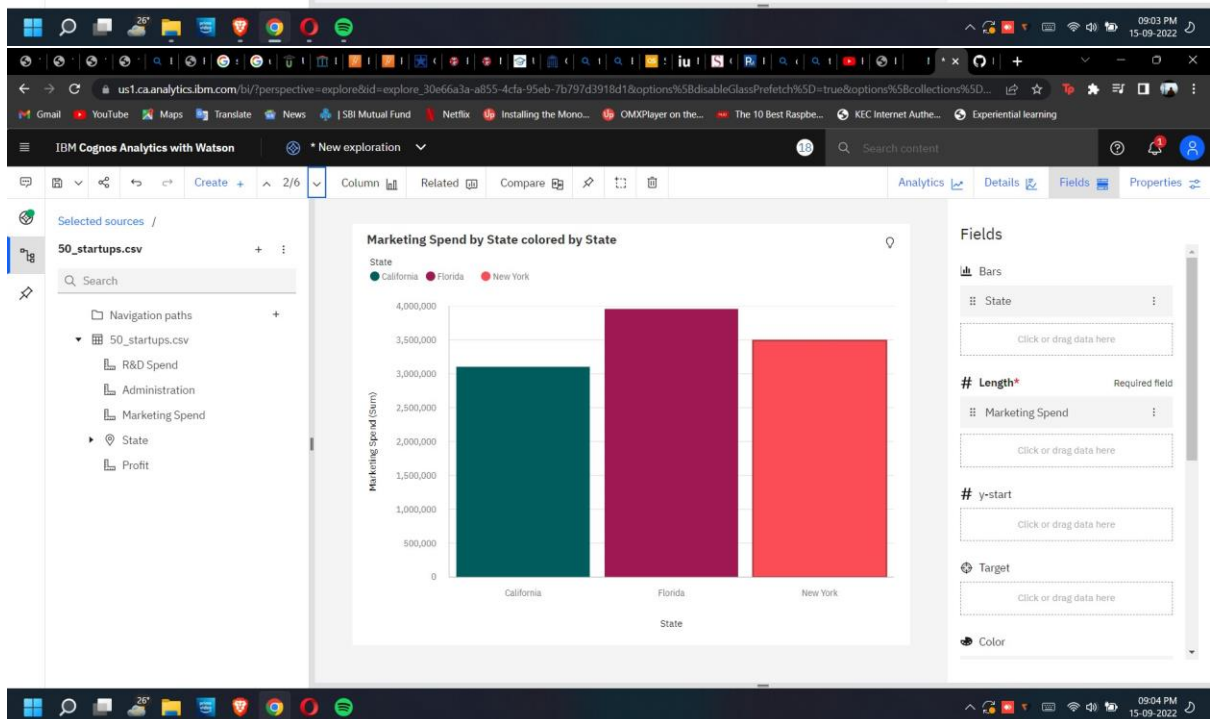 26°
09:03 PM
15-09-2022
us1.ca.analytics.ibm.com/bi/?perspective=explore&id=explore_30e66a3a-a855-4cfa-95eb-7b797d3918d1&options%5BdisableGlassPrefetch%5D=true&options%5Bcollections%5D...
Gmail YouTube Maps Translate News | SBI Mutual Fund Netflix Installing the Mono... OMXPlayer on the... The 10 Best Raspbe... KEC Internet Authe... Experiential learning
IBM Cognos Analytics with Watson * New exploration 18 Search content
Create + 2/6 Column Related Compare Analytics Details Fields Properties
Selected sources /
50_startups.csv
Search
Navigation paths
50_startups.csv
R&D Spend
Administration
Marketing Spend
State
Profit
Marketing Spend by State colored by State
State
California Florida New York
4,000,000
3,500,000
3,000,000
2,500,000
2,000,000
1,500,000
1,000,000
500,000
0
Marketing Spend (Sum)
California Florida New York
State
Fields
Bars
State
Click or drag data here
# Length* Required field
Marketing Spend
Click or drag data here
# y-start
Click or drag data here
Target
Click or drag data here
Color
26°
09:04 PM
15-09-2022